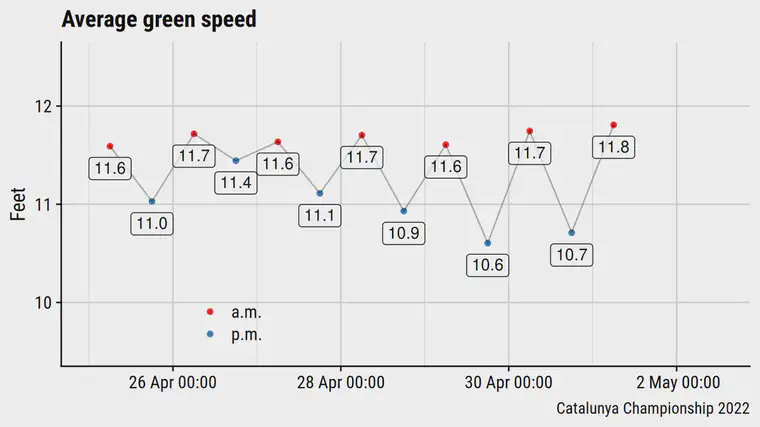 Average green speed
Feet
12
11
10
11.6
11.0
11.7
11.4
11.6
11.1
11.7
10.9
11.6
10.6
11.7
10.7
11.8
a.m.
p.m.
26 Apr 00:00
28 Apr 00:00
30 Apr 00:00
2 May 00:00
Catalunya Championship 2022